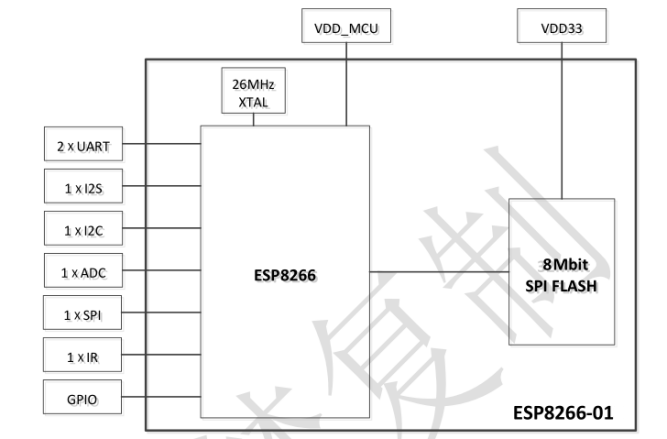 VDD_MCU
VDD33
26MHz
XTAL
2 x UART
1 x I2S
1 x I2C
1 x ADC
1 x SPI
1 x IR
GPIO
ESP8266
8Mbit
SPI FLASH
ESP8266-01
复制